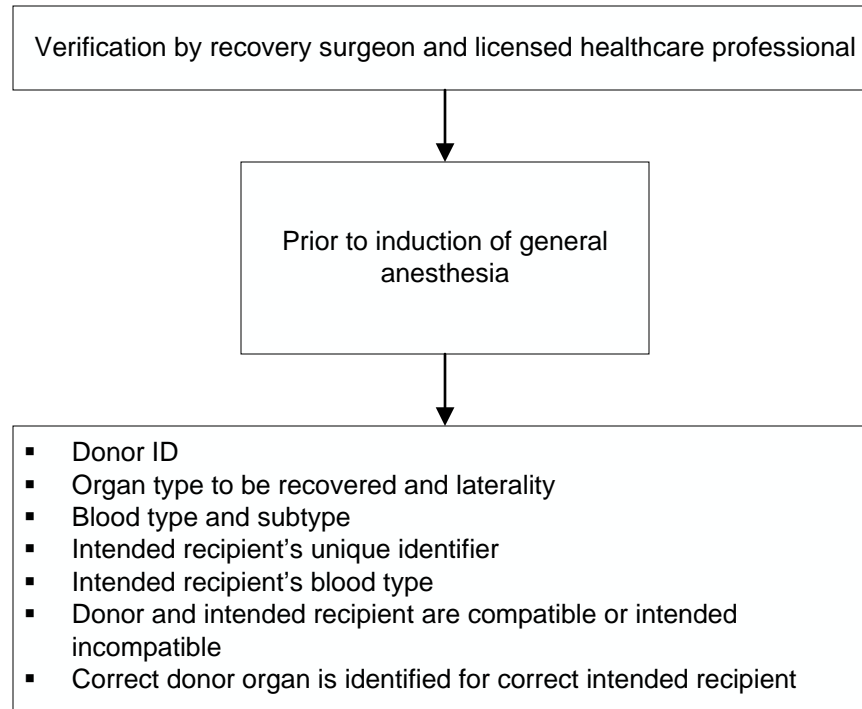 Verification by recovery surgeon and licensed healthcare professional
Prior to induction of general
anesthesia
▪ Donor ID
▪ Organ type to be recovered and laterality
▪ Blood type and subtype
▪ Intended recipient’s unique identifier
▪ Intended recipient’s blood type
▪ Donor and intended recipient are compatible or intended
incompatible
▪ Correct donor organ is identified for correct intended recipient